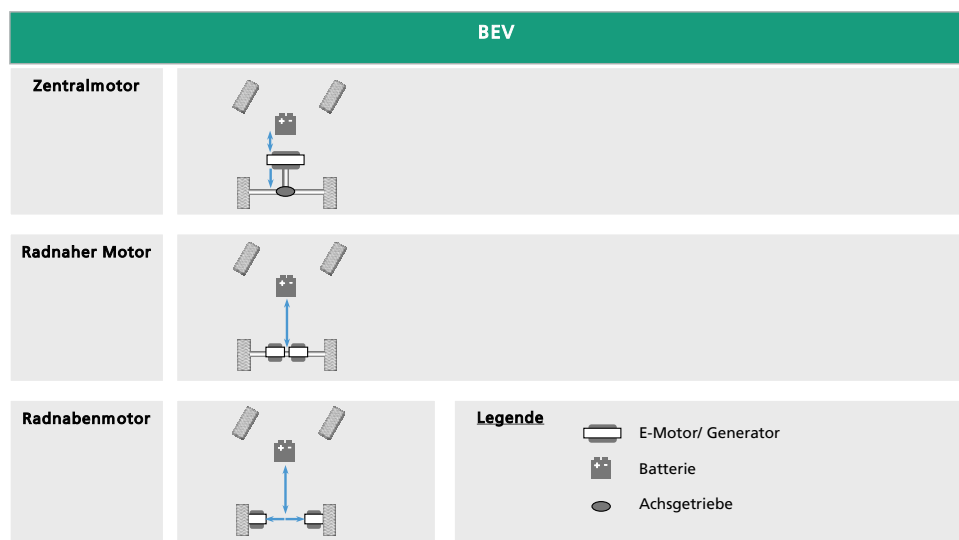 BEV
Zentralmotor
Radnaher Motor
Radnabenmotor
Legende
E-Motor/ Generator
Batterie
Achsgetriebe